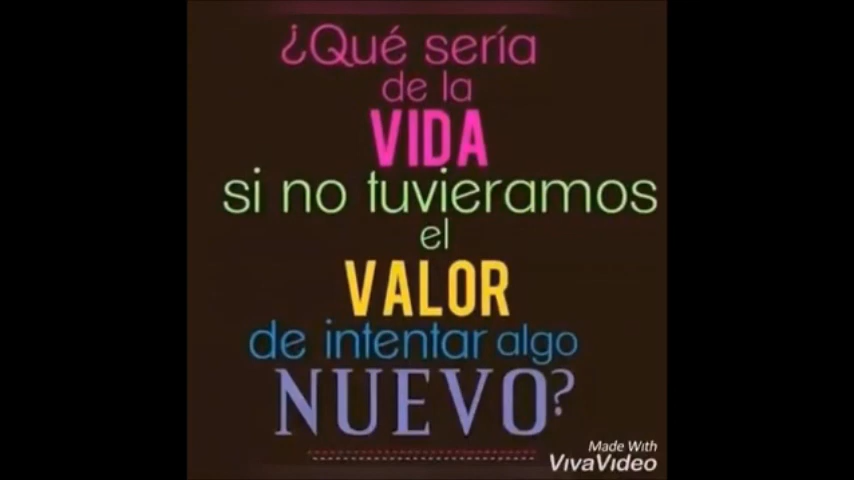 ¿Qué sería
de la
VIDA
si no tuvieramos
el
VALOR
de intentar algo
NUEVO?
Made With
VivaVideo